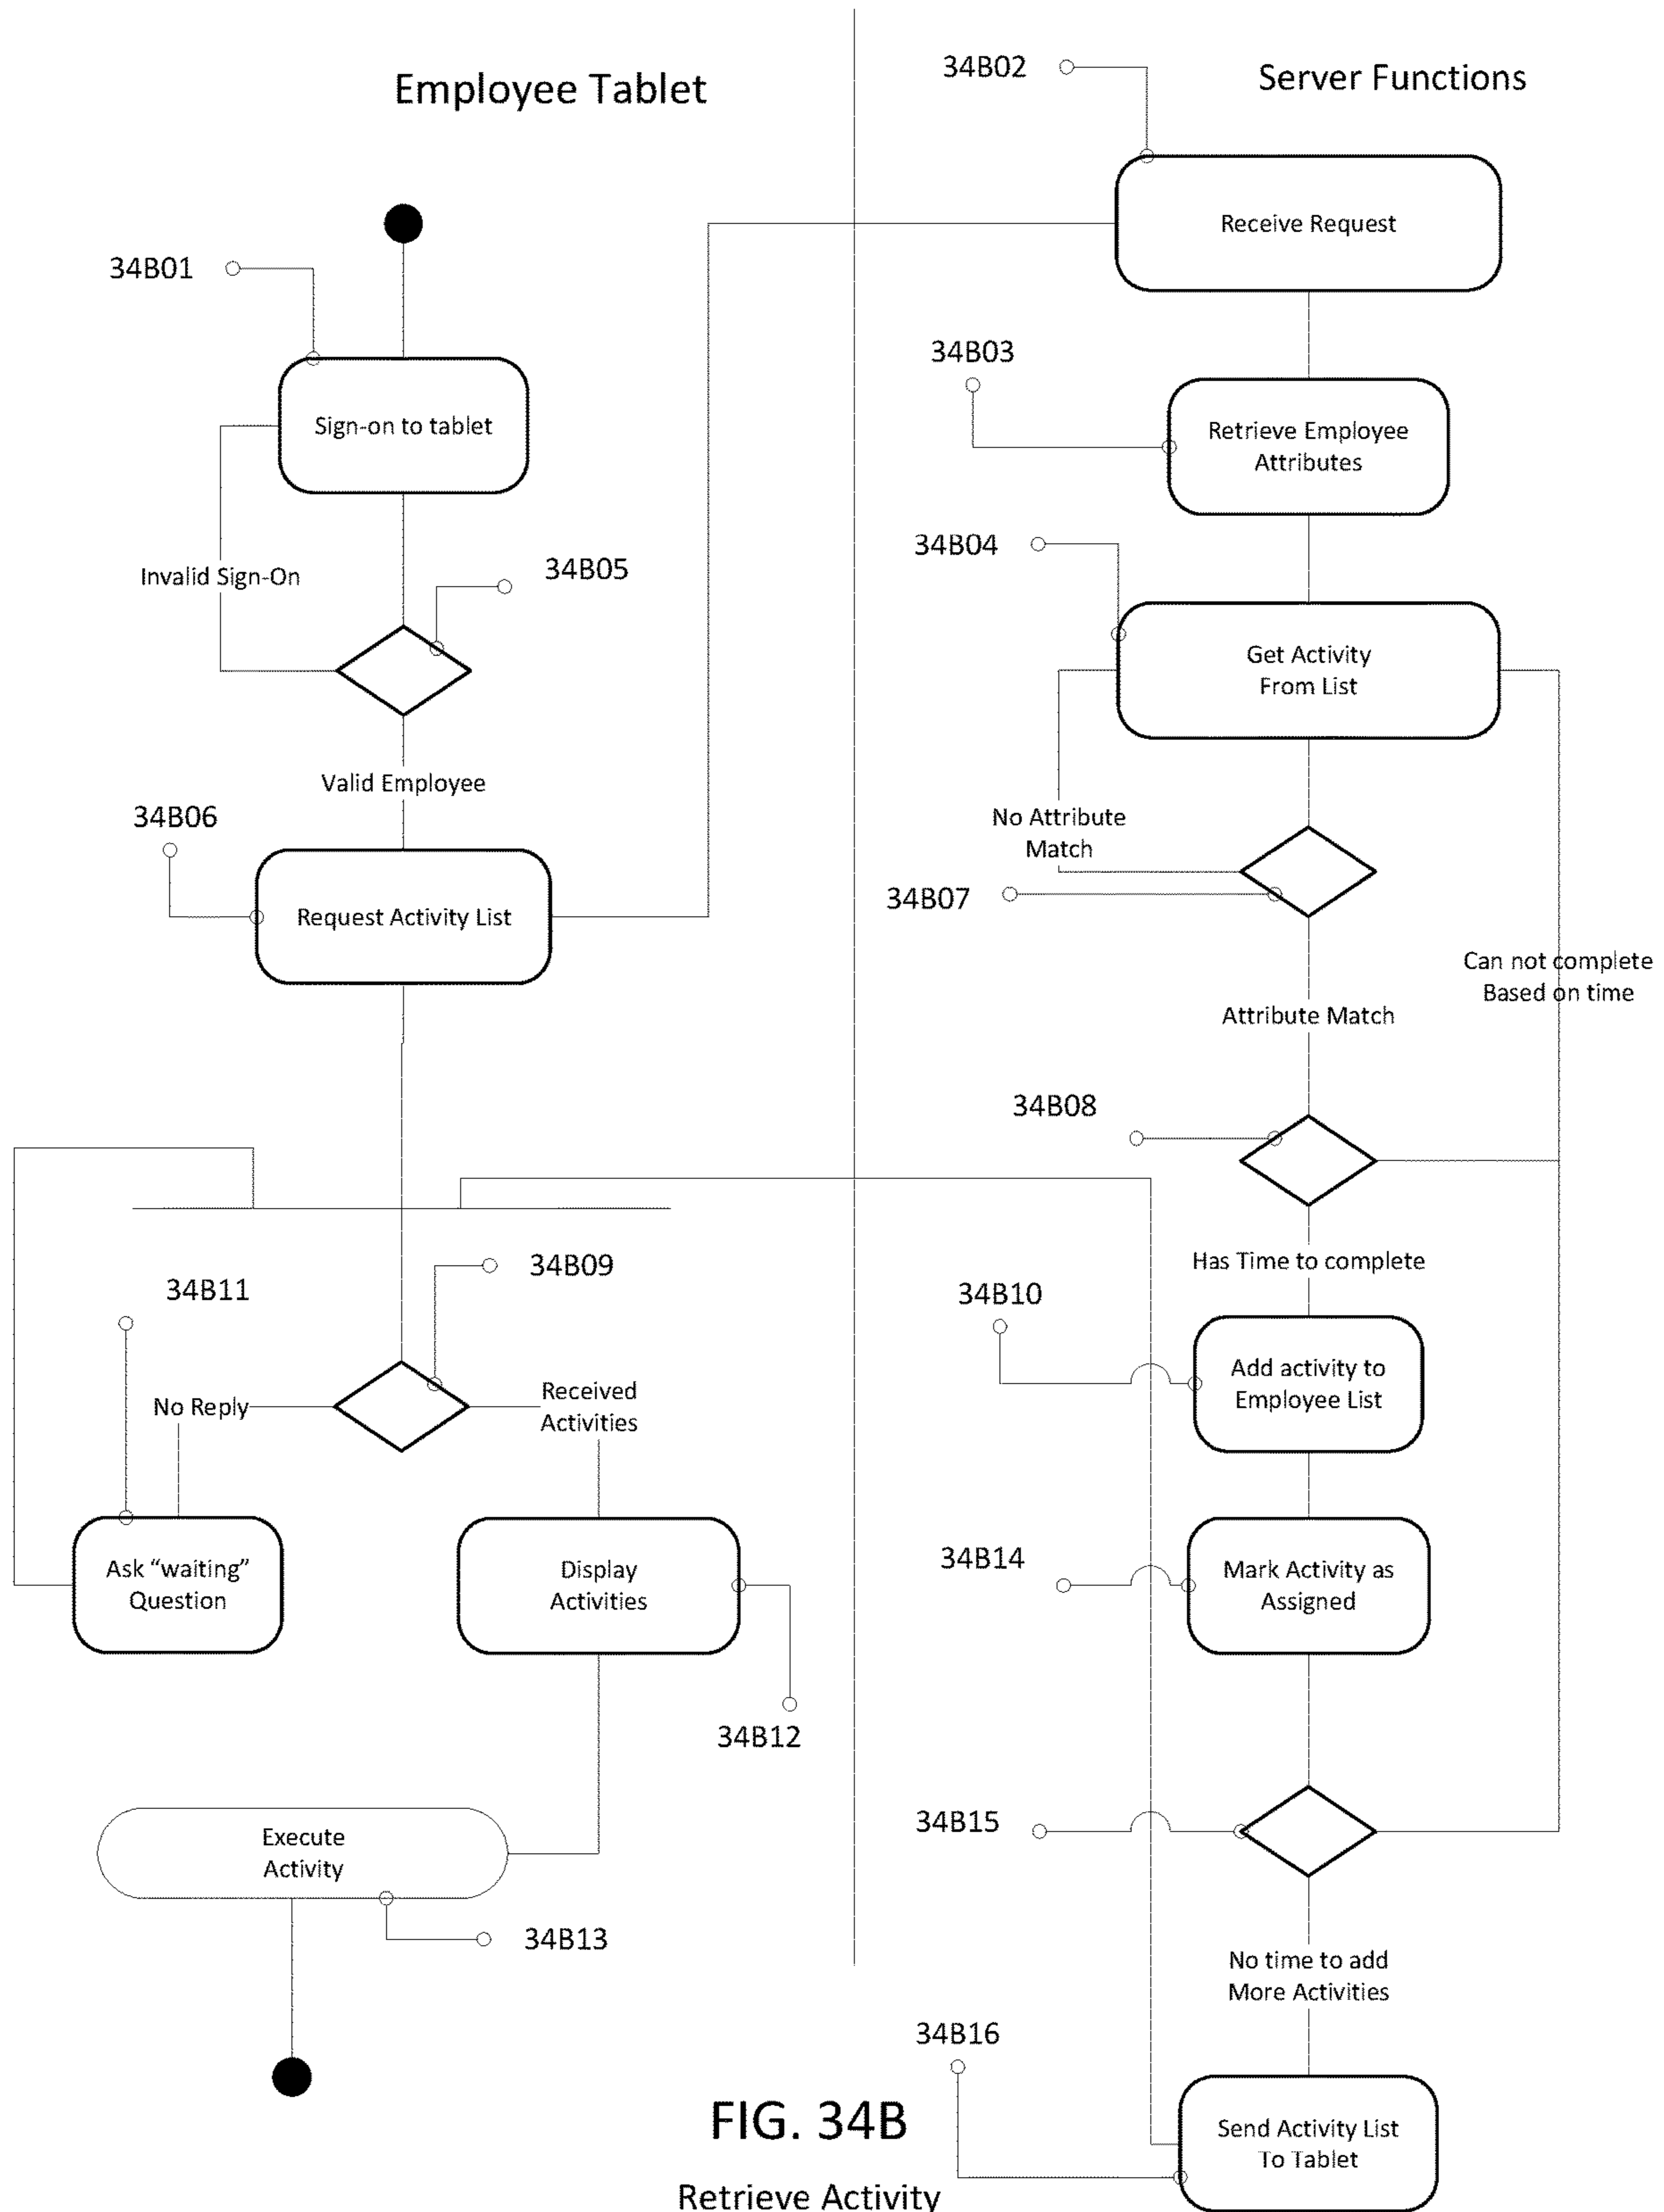 Employee Tablet
34B01
Sign-on to tablet
Invalid Sign-On
34B05
Valid Employee
34B06
Request Activity List
34B09
34B11
No Reply
Received
Activities
Ask “waiting”
Question
Display
Activities
34B12
Execute
Activity
34B13
Server Functions
34B02
Receive Request
34B03
Retrieve Employee
Attributes
34B04
Get Activity
From List
No Attribute
Match
34B07
Can not complete
Based on time
Attribute Match
34B08
Has Time to complete
34B10
Add activity to
Employee List
34B14
Mark Activity as
Assigned
34B15
No time to add
More Activities
34B16
Send Activity List
To Tablet
FIG. 34B
Retrieve Activity